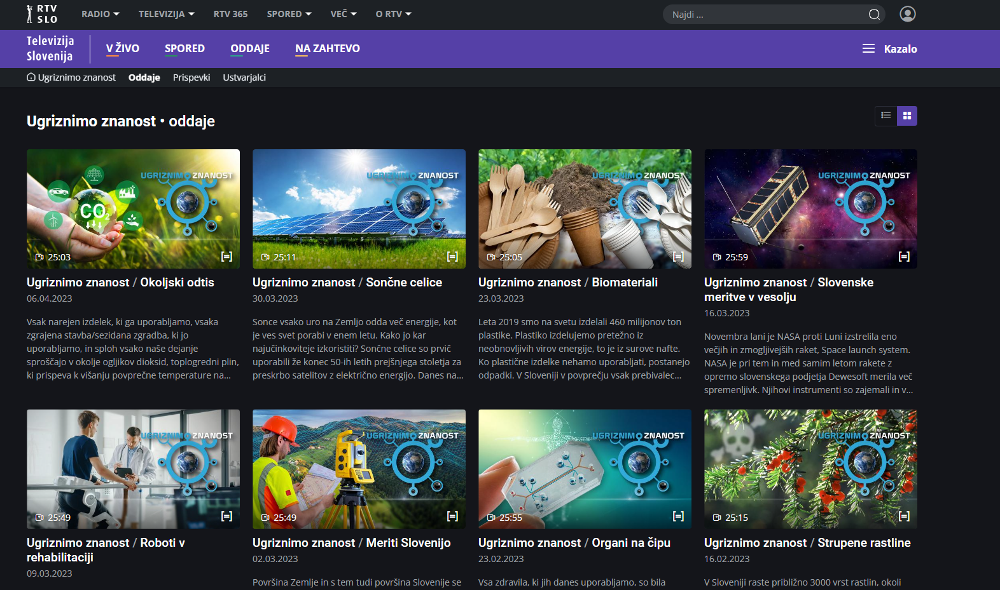 RTV
SLO
RADIO
TELEVIZIJA
RTV 365
SPORED
VEČ
O RTV
Najdi ...
Televizija
Slovenija
V ŽIVO
SPORED
ODDAJE
NA ZAHTEVO
Kazalo
Ugriznimo znanost
Oddaje
Prispevki
Ustvarjalci
Ugriznimo znanost • oddaje
UGRIZNIMO ZNANOST
CO2
25:03
[=]
Ugriznimo znanost / Okoljski odtis
06.04.2023
Vsak narejen izdelek, ki ga uporabljamo, vsaka
zgrajena stavba/sezidana zgradba, ki jo
uporabljamo, in sploh vsako naše dejanje
sproščajo v okolje ogljikov dioksid, toplogredni plin,
ki prispeva k višanju povprečne temperature na...
UGRIZNIMO ZNANOST
25:11
[=]
Ugriznimo znanost / Sončne celice
30.03.2023
Sonce vsako uro na Zemljo odda več energije, kot
je ves svet porabi v enem letu. Kako jo kar
najučinkoviteje izkoristiti? Sončne celice so prvič
uporabili že konec 50-ih letih prejšnjega stoletja za
preskrbo satelitov z električno energijo. Danes na...
UGRIZNIMO ZNANOST
25:05
[=]
Ugriznimo znanost / Biomateriali
23.03.2023
Leta 2019 smo na svetu izdelali 460 milijonov ton
plastike. Plastiko izdelujemo pretežno iz
neobnovljivih virov energije, to je iz surove nafte.
Ko plastične izdelke nehamo uporabljati, postanejo
odpadki. V Sloveniji v povprečju vsak prebivalec...
UGRIZNIMO ZNANOST
25:59
[=]
Ugriznimo znanost / Slovenske
meritve v vesolju
16.03.2023
Novembra lani je NASA proti Luni izstrelila eno
večjih in zmogljivejših raket, Space launch system.
NASA je pri tem in med samim letom rakete z
opremo slovenskega podjetja Dewesoft merila več
spremenljivk. Njihovi instrumenti so zajemali in v...
UGRIZNIMO ZNANOST
25:49
[=]
Ugriznimo znanost / Roboti v
rehabilitaciji
09.03.2023
UGRIZNIMO ZNANOST
25:49
[=]
Ugriznimo znanost / Meriti Slovenijo
02.03.2023
Površina Zemlje in s tem tudi površina Slovenije se
UGRIZNIMO ZNANOST
25:55
[=]
Ugriznimo znanost / Organi na čipu
23.02.2023
Vsa zdravila, ki jih danes uporabljamo, so bila
UGRIZNIMO ZNANOST
25:15
[=]
Ugriznimo znanost / Strupene rastline
16.02.2023
V Sloveniji raste približno 3000 vrst rastlin, okoli